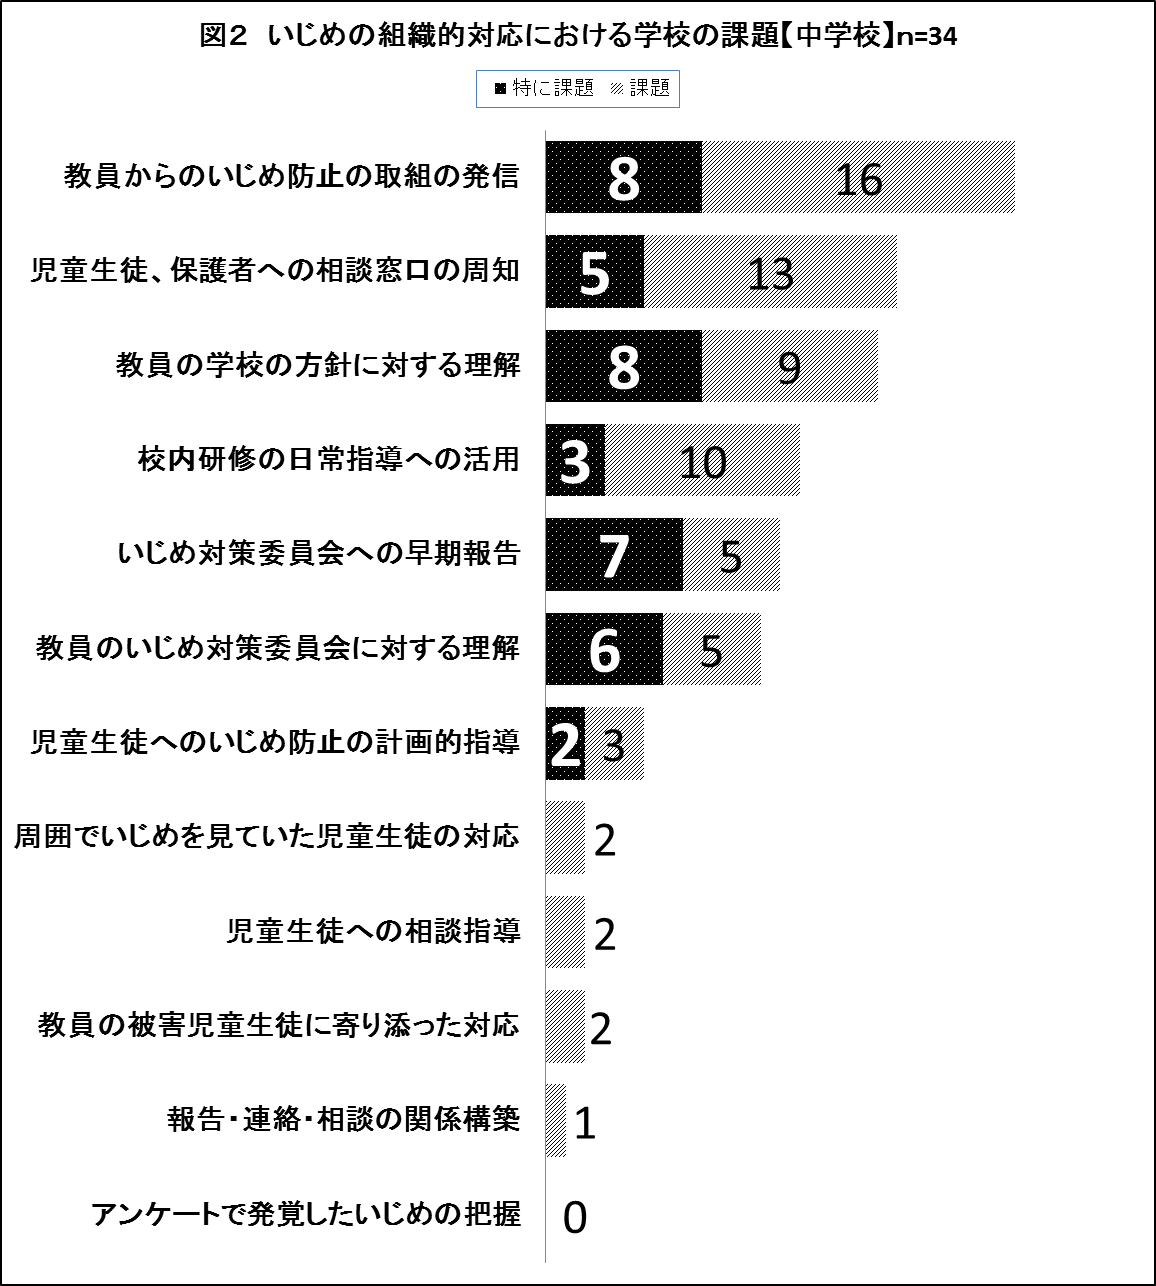 図２　いじめの組織的対応における学校の課題【中学校】n=34
特に課題 課題
教員からのいじめ防止の取組の発信 8 16
児童生徒、保護者への相談窓口の周知 5 13
教員の学校の方針に対する理解 8 9
校内研修の日常指導への活用 3 10
いじめ対策委員会への早期報告 7 5
教員のいじめ対策委員会に対する理解 6 5
児童生徒へのいじめ防止の計画的指導 2 3
周囲でいじめを見ていた児童生徒の対応 2
児童生徒への相談指導 2
教員の被害児童生徒に寄り添った対応 2
報告・連絡・相談の関係構築 1
アンケートで発覚したいじめの把握 0